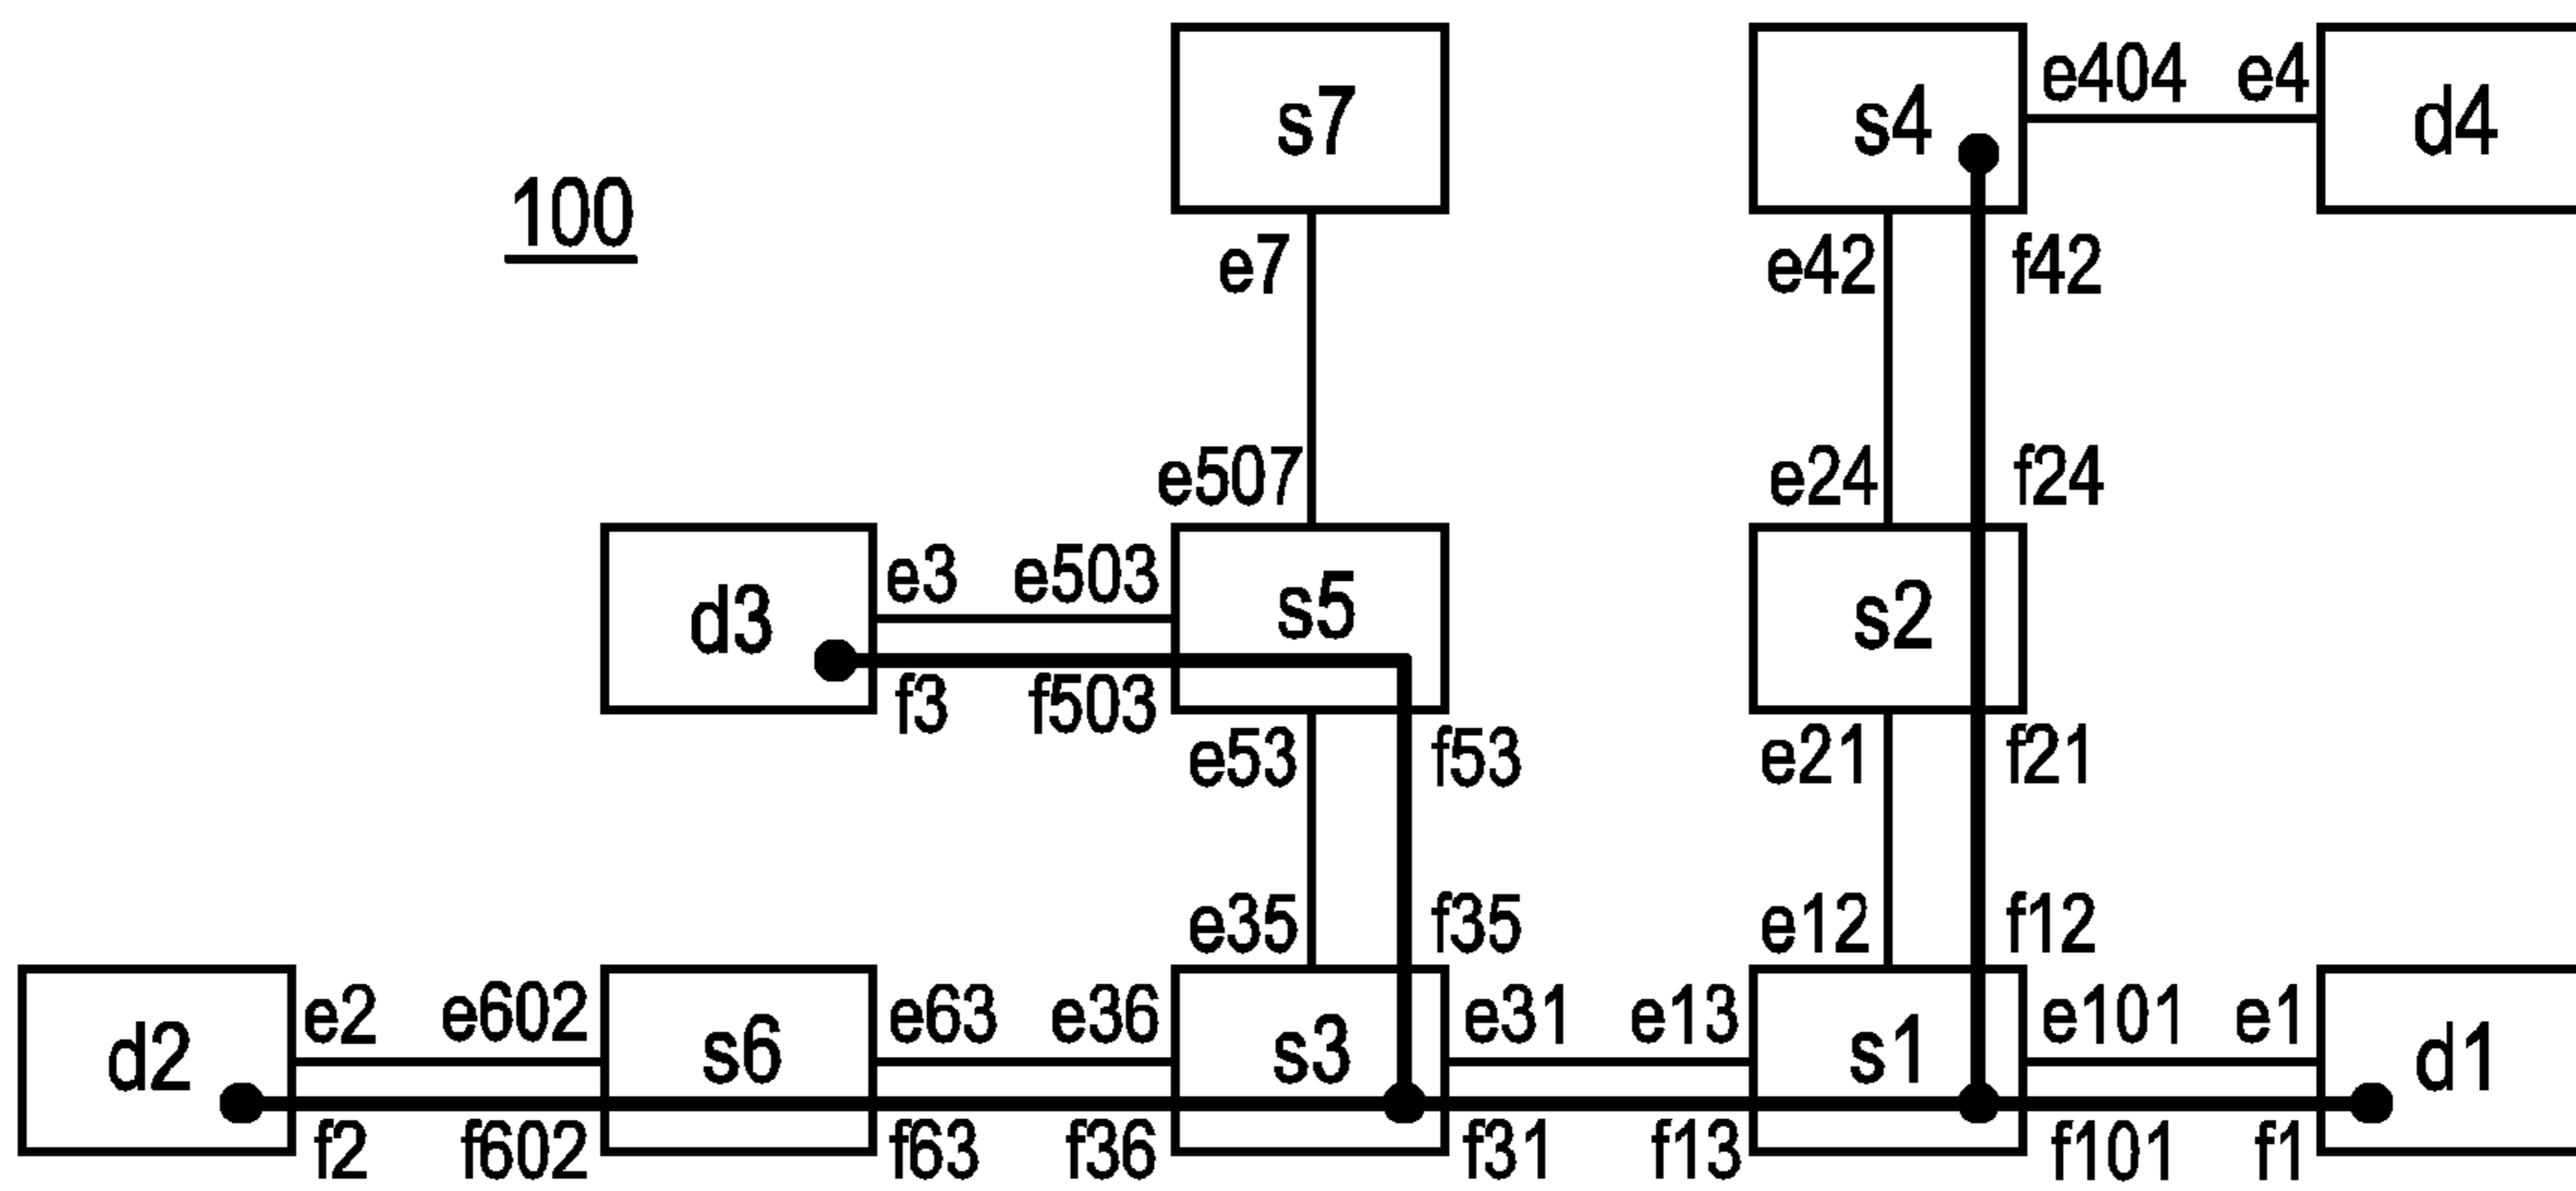 s7
s4 e404 e4 d4
100
e7 e42 f42
e507 e24 f24
d3 e3 e503 s5 s2
f3 f503
e53 f53 e21 f21
e35 f35 e12 f12
d2 e2 e602 s6 e63 e36 s3 e31 e13 s1 e101 e1 d1
f2 f602 f63 f36 f31 f13 f101 f1